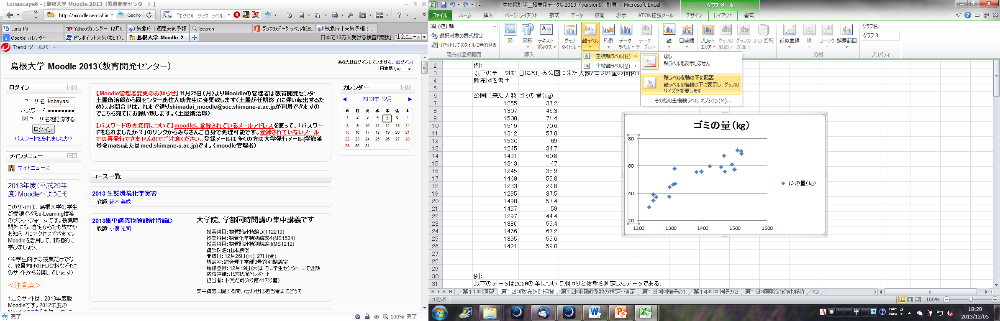 Lunascape6 - [島根大学 Moodle 2013（教育開発センター）]
http://moodle.cerd.shim
Gecko
「エクセル グラフ ラベル」
Luna.TV
Yahoo!カレンダー: 12月5...
気象庁 | 週間天気予報
Search
グラフのデータ ラベルを追...
気象庁 | 天気予報： ...
Google カレンダー
ピンポイント天気(松江)...
島根大学 Moodle 2...
日本で13万人受ける検査「無駄」
社会ニュース
Trend ツールバー
島根大学 Moodle 2013（教育開発センター）
あなたはログインしていません。(ログイン)
日本語 (ja)
ログイン
ユーザ名 kobayasi
パスワード ●●●●●●●●
ユーザ名を記憶する
ログイン
パスワードを忘れましたか?
メインメニュー
サイトニュース
2013年度（平成25年
度）Moodleへようこそ
このサイトは、島根大学の学生
が受講できるe-Learning授業
のプラットフォームです。授業時
間外にも、自宅からでも教材や
お知らせにアクセスできます。
Moodleを活用して、積極的に
学びましょう。
（※学生向けの授業だけでな
く、教員向けのFD資料などもこ
のサイトから公開しています）
＜注意点＞
1.このサイトは、2013年度版
Moodleです。2012年度の
Moodleはこちらをクリックして
【Moodle管理者変更のお知らせ】11月25日（月）よりMooldleの管理者は教育開発センター
土屋衛治郎から同センター鹿住大助先生に変更致します（土屋が任期終了に伴い転出するた
め）。お問合せはこれまで通りshimadai_moodle@soc.shimane-u.ac.jpが利用できますの
でこちら宛てにお願い致します。（土屋衛治郎）
【パスワードの再発行について】moodleに登録されているメールアドレスを使って、「パスワー
ドを忘れましたか？」のリンクからみなさんご自身で処理可能です。登録されていないメール
では再発行できませんのでご注意ください。登録メールは多くの方は大学発行メール(学籍番
号@matsuまたはmed.shimane-u.ac.jp)です。（moodle管理者）
コース一覧
2013 生態環境化学実習
教師: 鈴木 美成
2013集中講義物質設計特論D
教師: 小俣 光司
大学院、学部同時開講の集中講義です
授業科目：物質設計特論D(T12210)
授業科目：物質化学特別講義4(MS1524)
授業科目：物質設計特別講義II(MS1212)
講師氏名：山本勝俊
開講日：12月26日(木), 27日(金)
講義室：総合理工学部3号館41講義室
履修登録：12月19日(木)までに学生センターにて登録
成績評価：出席状況とレポート
担当者：小俣光司(3号館417号室)
集中講義に関する問い合わせは担当者までどうぞ
カレンダー
◀ 2013年 12月 ▶
日 月 火 水 木 金 土
1 2 3 4 5 6 7
8 9 10 11 12 13 14
15 16 17 18 19 20 21
22 23 24 25 26 27 28
29 30 31
完了
100% 完了
生物統計学__授業用データ集2013（version9）計算 - Microsoft Excel
グラフ ツール
ファイル ホーム 挿入 ページ レイアウト 数式 データ 校閲 表示 ATOK拡張ツール デザイン レイアウト 書式
縦 (値) 軸
選択対象の書式設定
リセットしてスタイルに合わせる
現在の選択範囲
図
図形
テキスト
ボックス
挿入
グラフ
タイトル
軸ラベル
凡例
データ
ラベル
データ
テーブル
軸
目盛線
プロット
エリア
グラフの
壁面
グラフの
床面
3-D 回転
近似曲線
線
ローソク
誤差範囲
分析
グラフ名:
グラフ 3
プロパティ
主横軸ラベル(H)
主縦軸ラベル(V)
なし
軸ラベルを表示しません
軸ラベルを軸の下に配置
軸ラベルを横軸の下に表示し、グラフの
サイズを変更します
その他の主横軸ラベル オプション(M)...
2 例：
3 以下のデータは1日における公園に来た人数とゴミの量の関係で
4 散布図を書け
5
6 公園に来た人数 ゴミの量(kg)
7 1255 37.2
8 1307 46.3
9 1508 71.4
10 1519 70.6
11 1312 57.8
12 1520 69
13 1245 34.7
14 1491 60.8
15 1313 47
16 1245 38.9
17 1469 55.8
18 1233 29.8
19 1295 37.5
20 1498 57.4
21 1457 59
22 1297 44.4
23 1380 55.4
24 1466 67.2
25 1395 55.6
26 1421 59.8
27
28
29
30 例：
31 以下のデータは20頭の羊について胴回りと体重を測定したデータである．
ゴミの量（kg）
80
60
40
20
1200 1300 1400 1500 1600
ゴミの量（kg）
第11回演習 第12回散布図と相関 第12回相関係数の推定・検定 第13回回帰その1 第14回回帰その2 第15回実際の統計解析
コマンド
100%
A
半
CAPS
KANA
18:20
2013/12/05